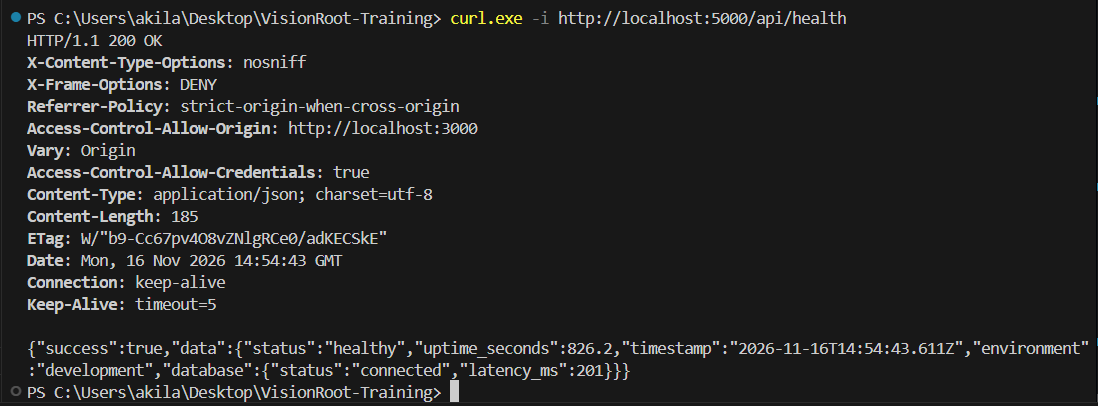 PS C:\Users\akila\Desktop\VisionRoot-Training> curl.exe -i http://localhost:5000/api/health
HTTP/1.1 200 OK
X-Content-Type-Options: nosniff
X-Frame-Options: DENY
Referrer-Policy: strict-origin-when-cross-origin
Access-Control-Allow-Origin: http://localhost:3000
Vary: Origin
Access-Control-Allow-Credentials: true
Content-Type: application/json; charset=utf-8
Content-Length: 185
ETag: W/"b9-Cc67pv4O8vZNlgRCe0/adKECSkE"
Date: Mon, 16 Nov 2026 14:54:43 GMT
Connection: keep-alive
Keep-Alive: timeout=5
{"success":true,"data":{"status":"healthy","uptime_seconds":826.2,"timestamp":"2026-11-16T14:54:43.611Z","environment"
:"development","database":{"status":"connected","latency_ms":201}}}
PS C:\Users\akila\Desktop\VisionRoot-Training>